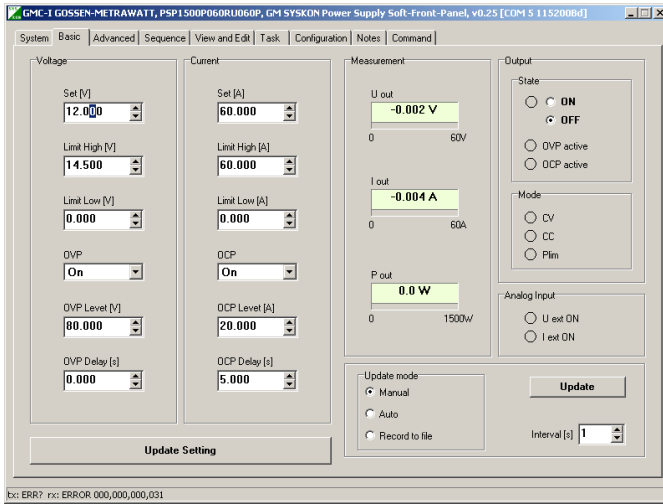 GMC-I GOSSEN-METRAWATT, PSP1500P060RU060P, GM SYSKON Power Supply Soft-Front-Panel, v0.25 [COM 5 115200Bd]
System Basic Advanced Sequence View and Edit Task Configuration Notes Command
Voltage
Set [V]
12.000
Limit High [V]
14.500
Limit Low [V]
0.000
OVP
On
OVP Level [V]
80.000
OVP Delay [s]
0.000
Current
Set [A]
60.000
Limit High [A]
60.000
Limit Low [A]
0.000
OCP
On
OCP Level [A]
20.000
OCP Delay [s]
5.000
Update Setting
Measurement
U out
-0.002 V
0 60V
I out
-0.004 A
0 60A
P out
0.0 W
0 1500W
Output
State
ON
OFF
OVP active
OCP active
Mode
CV
CC
Plim
Analog Input
U ext ON
I ext ON
Update mode
Manual
Auto
Record to file
Update
Interval [s] 1
tx: ERR? rx: ERROR 000,000,000,031